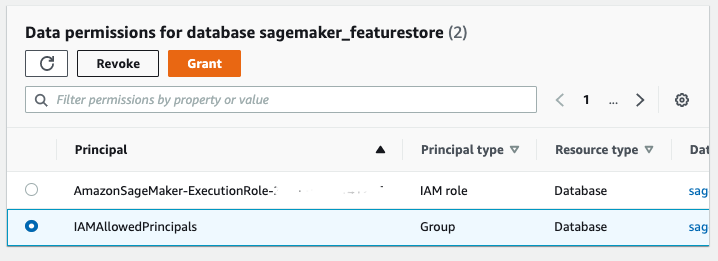 Data permissions for database sagemaker_featurestore (2)
Revoke Grant
Filter permissions by property or value 1 ...
Principal Principal type Resource type Dat
AmazonSageMaker-ExecutionRole- IAM role Database sag
IAMAllowedPrincipals Group Database sag